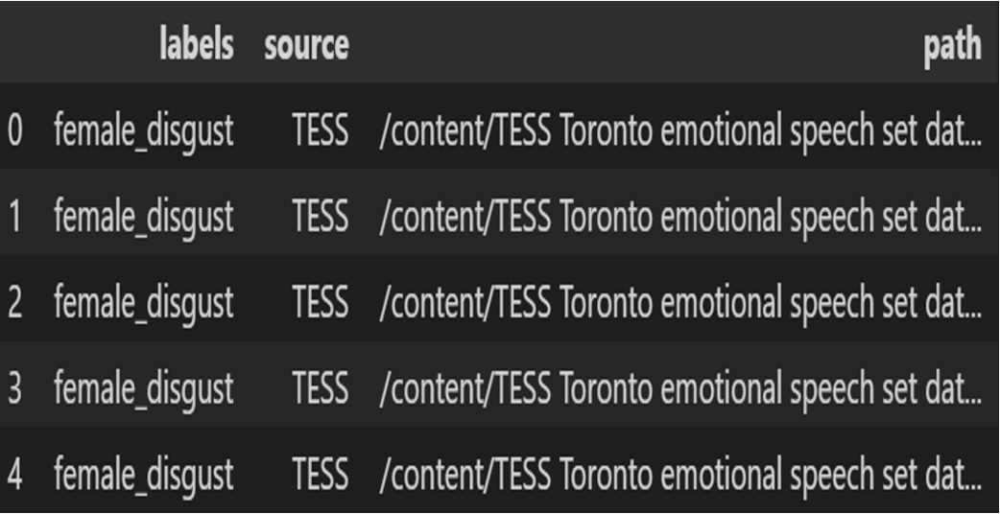 labels source path
0 female_disgust TESS /content/TESS Toronto emotional speech set dat...
1 female_disgust TESS /content/TESS Toronto emotional speech set dat...
2 female_disgust TESS /content/TESS Toronto emotional speech set dat...
3 female_disgust TESS /content/TESS Toronto emotional speech set dat...
4 female_disgust TESS /content/TESS Toronto emotional speech set dat...